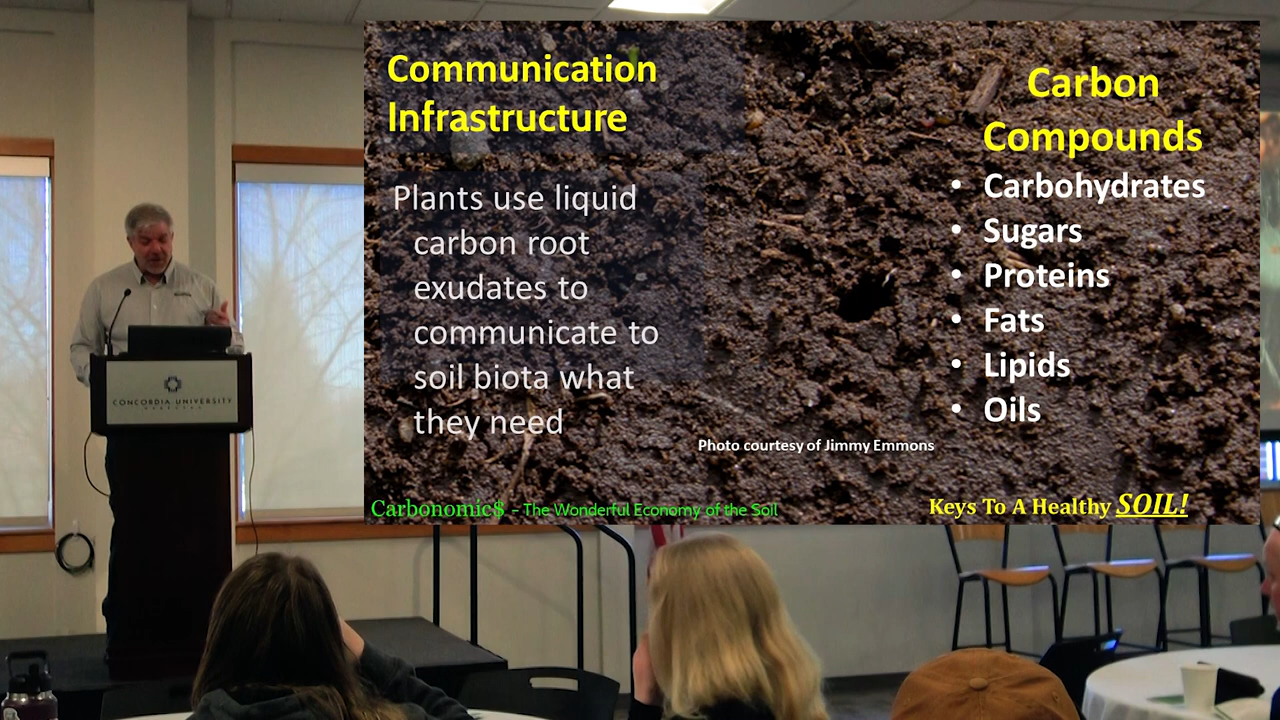 Communication
Infrastructure
Plants use liquid
carbon root
exudates to
communicate to
soil biota what
they need
Carbon
Compounds
• Carbohydrates
• Sugars
• Proteins
• Fats
• Lipids
• Oils
Photo courtesy of Jimmy Emmons
Carbonomic$ - The Wonderful Economy of the Soil
Keys To A Healthy SOIL!
CONCORDIA UNIVERSITY